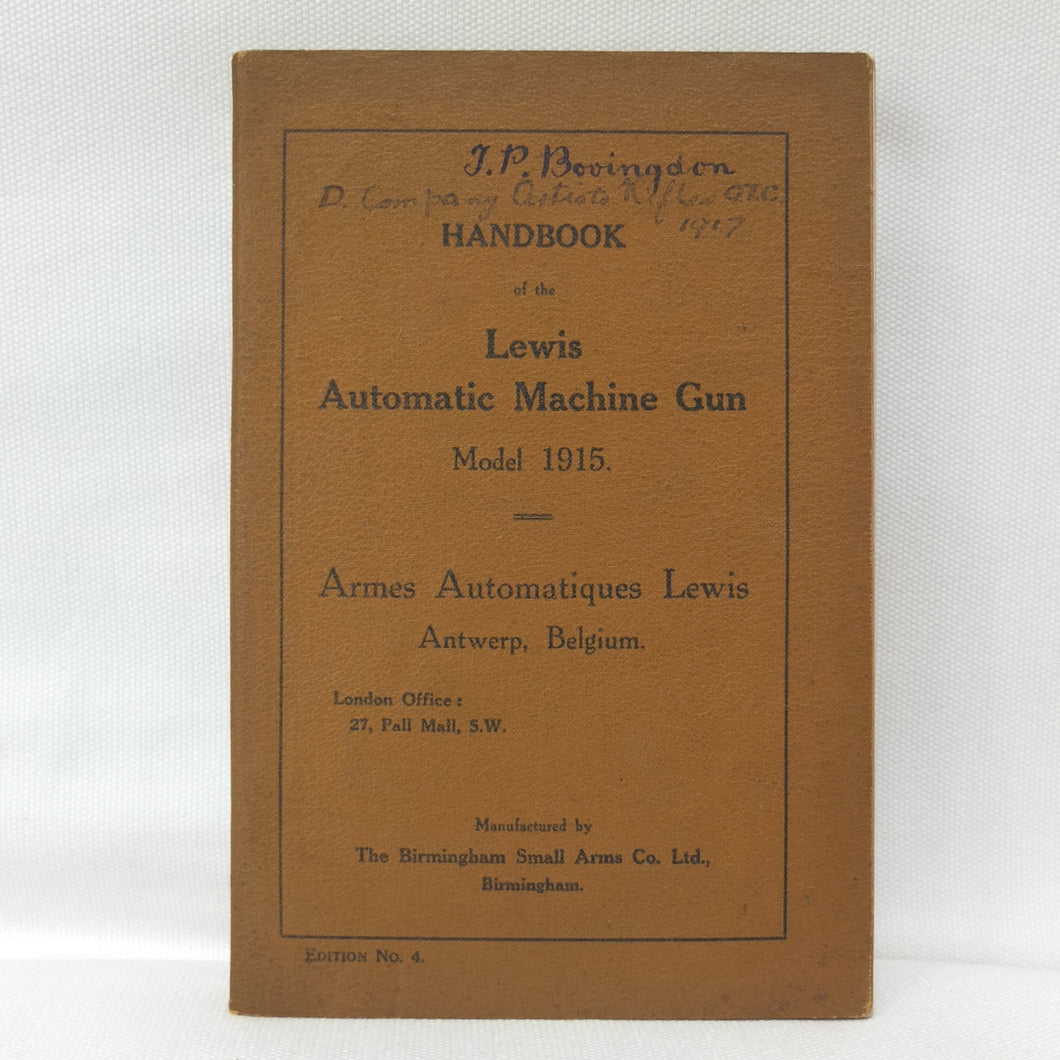 J. P. Bovingdon
D. Company Artists Rifles O.T.C.
1917
HANDBOOK
of the
Lewis
Automatic Machine Gun
Model 1915.
Armes Automatiques Lewis
Antwerp, Belgium.
London Office:
27, Pall Mall, S.W.
Manufactured by
The Birmingham Small Arms Co. Ltd.,
Birmingham.
EDITION No. 4.